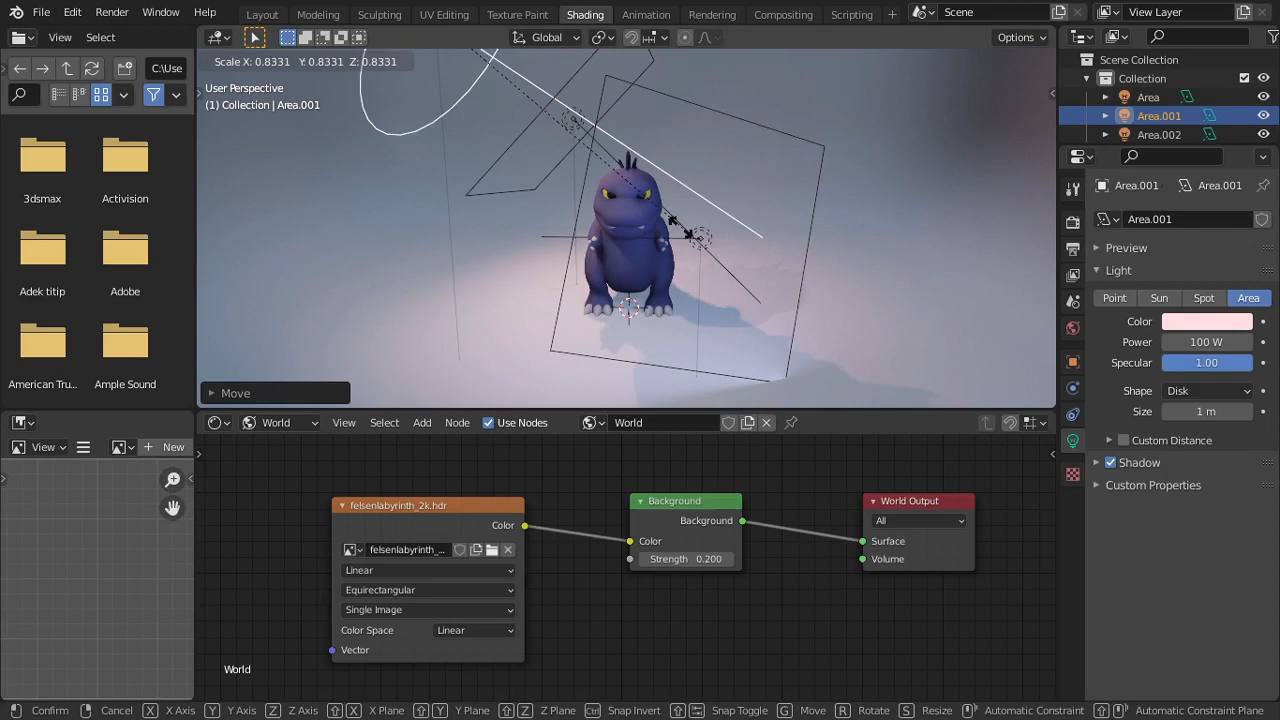 File Edit Render Window Help Layout Modeling Sculpting UV Editing Texture Paint Shading Animation Rendering Compositing Scripting Scene View Layer
View Select Global Options
C:\Use
Scale X: 0.8331 Y: 0.8331 Z: 0.8331
User Perspective
(1) Collection | Area.001
3dsmax Activision
Adek titip Adobe
American Tru... Ample Sound
Move
Scene Collection
Collection
Area
Area.001
Area.002
Area.001 Area.001
Area.001
Preview
Light
Point Sun Spot Area
Color
Power 100 W
Specular 1.00
Shape Disk
Size 1 m
Custom Distance
Shadow
Custom Properties
World View Select Add Node Use Nodes World
View New
felsenlabyrinth_2k.hdr
Color
felsenlabyrinth_...
Linear
Equirectangular
Single Image
Color Space Linear
Vector
Background
Background
Color
Strength 0.200
World Output
All
Surface
Volume
World
Confirm Cancel X X Axis Y Y Axis Z Z Axis X X Plane Y Y Plane Z Z Plane Ctrl Snap Invert Snap Toggle G Move R Rotate S Resize Automatic Constraint Automatic Constraint Plane